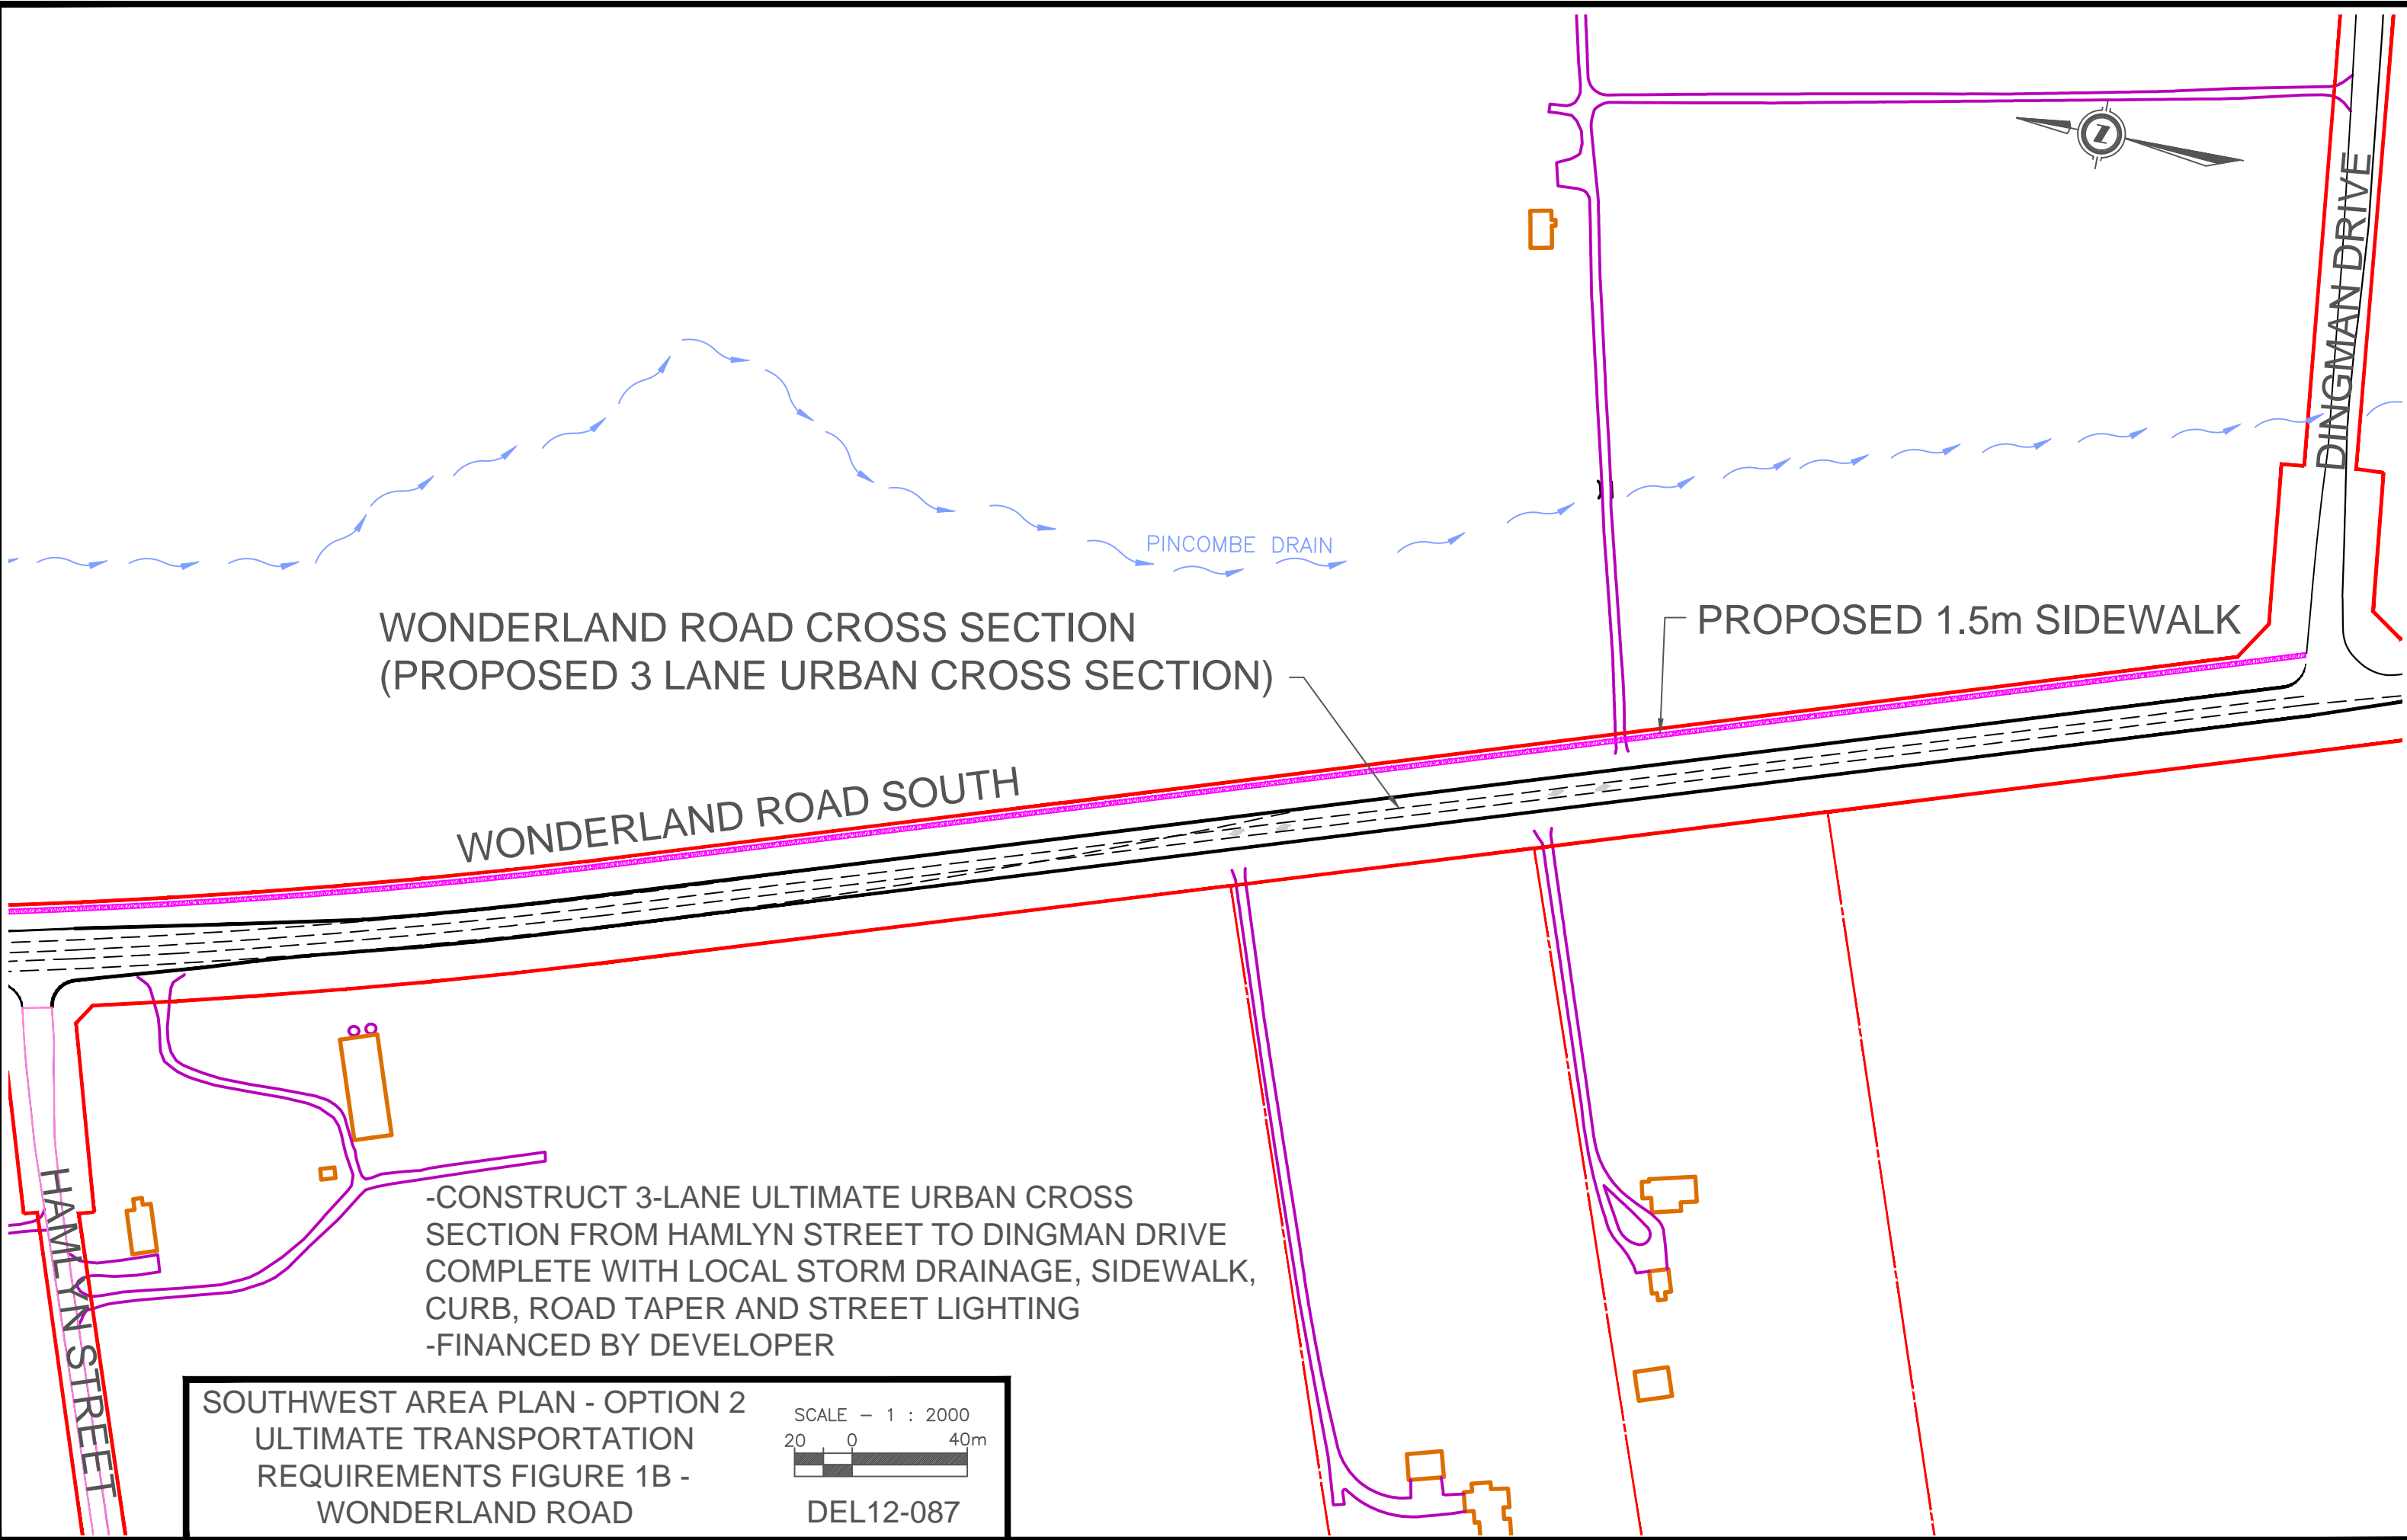 Z
DINGMAN DRIVE
PINCOMBE DRAIN
WONDERLAND ROAD CROSS SECTION
(PROPOSED 3 LANE URBAN CROSS SECTION)
PROPOSED 1.5m SIDEWALK
WONDERLAND ROAD SOUTH
HAMLYN STREET
-CONSTRUCT 3-LANE ULTIMATE URBAN CROSS
SECTION FROM HAMLYN STREET TO DINGMAN DRIVE
COMPLETE WITH LOCAL STORM DRAINAGE, SIDEWALK,
CURB, ROAD TAPER AND STREET LIGHTING
-FINANCED BY DEVELOPER
SOUTHWEST AREA PLAN - OPTION 2
ULTIMATE TRANSPORTATION
REQUIREMENTS FIGURE 1B -
WONDERLAND ROAD
SCALE - 1 : 2000
20 0 40m
DEL12-087